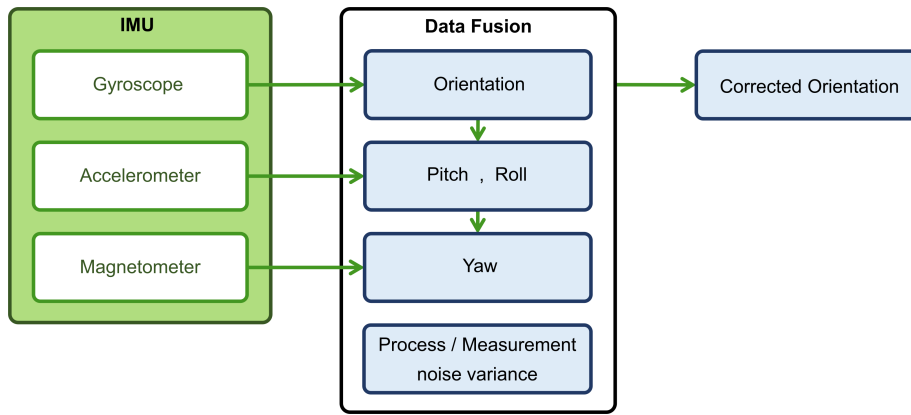 IMU
Gyroscope
Accelerometer
Magnetometer
Data Fusion
Orientation
Pitch , Roll
Yaw
Process / Measurement
noise variance
Corrected Orientation